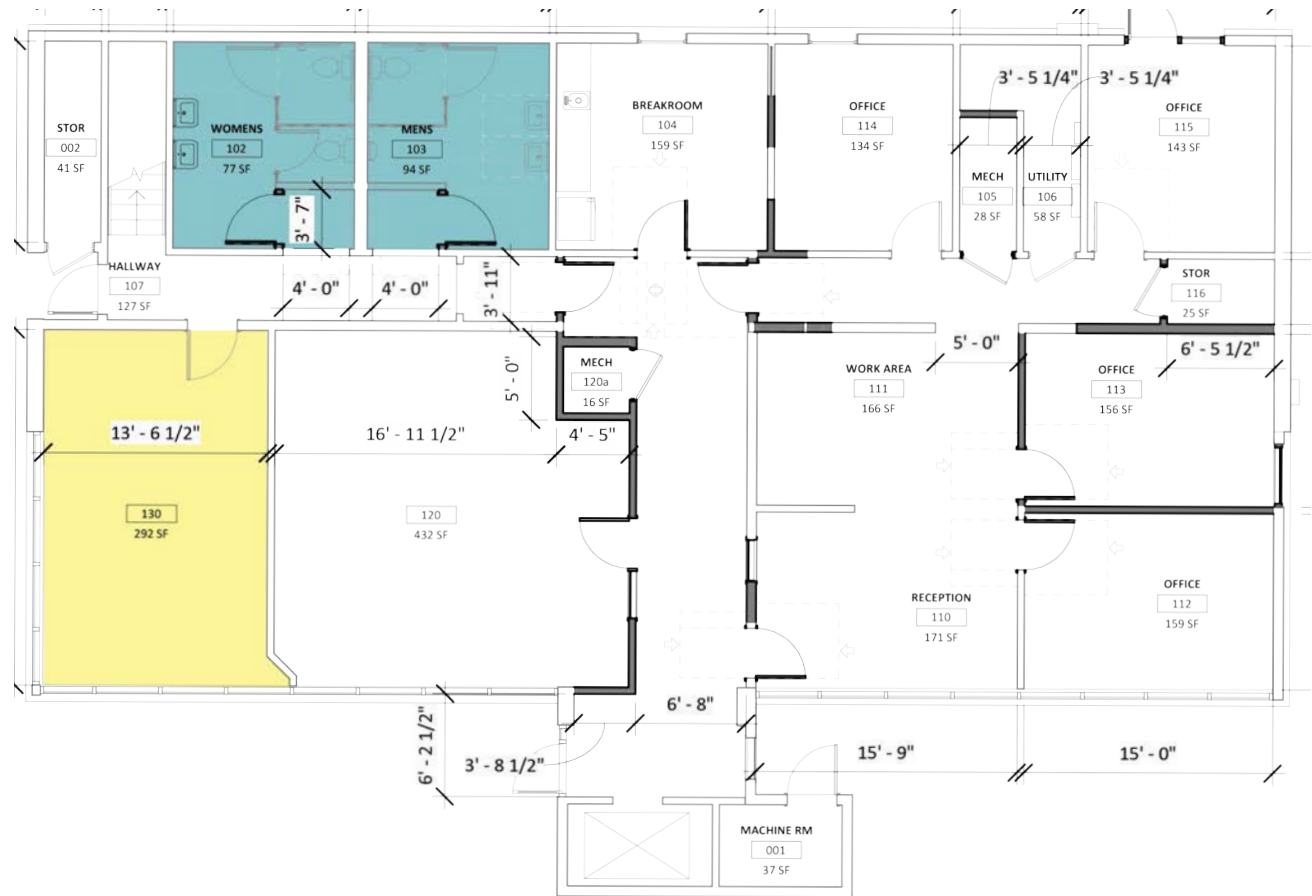 3' - 5 1/4"
3' - 5 1/4"
STOR
002
41 SF
WOMENS
102
77 SF
MENS
103
94 SF
BREAKROOM
104
159 SF
OFFICE
114
134 SF
MECH
105
28 SF
UTILITY
106
58 SF
OFFICE
115
143 SF
3' - 7"
HALLWAY
107
127 SF
4' - 0"
4' - 0"
3' - 11"
STOR
116
25 SF
5' - 0"
MECH
120a
16 SF
WORK AREA
111
166 SF
5' - 0"
OFFICE
113
156 SF
6' - 5 1/2"
13' - 6 1/2"
16' - 11 1/2"
4' - 5"
130
292 SF
120
432 SF
RECEPTION
110
171 SF
OFFICE
112
159 SF
6' - 2 1/2"
3' - 8 1/2"
6' - 8"
15' - 9"
15' - 0"
MACHINE RM
001
37 SF